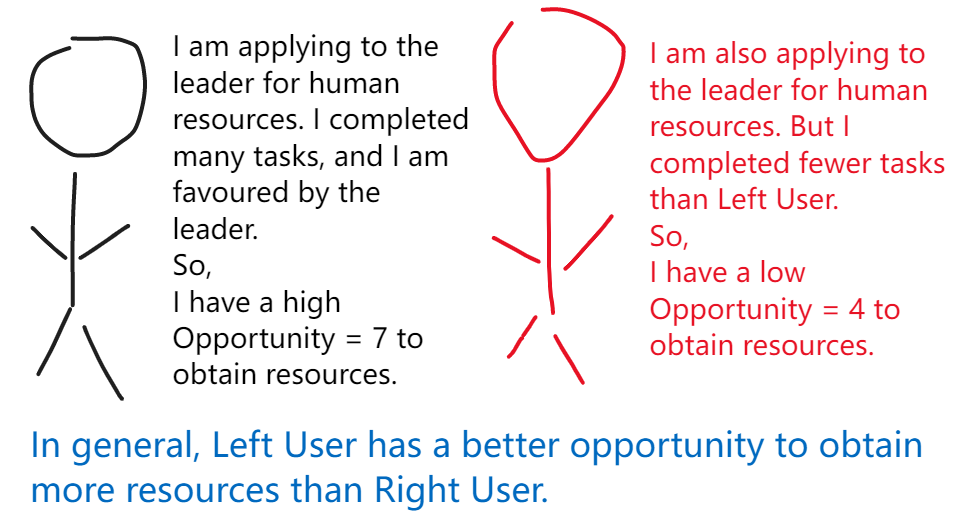 I am applying to the
leader for human
resources. I completed
many tasks, and I am
favoured by the
leader.
So,
I have a high
Opportunity = 7 to
obtain resources.
I am also applying to
the leader for human
resources. But I
completed fewer tasks
than Left User.
So,
I have a low
Opportunity = 4 to
obtain resources.
In general, Left User has a better opportunity to obtain
more resources than Right User.